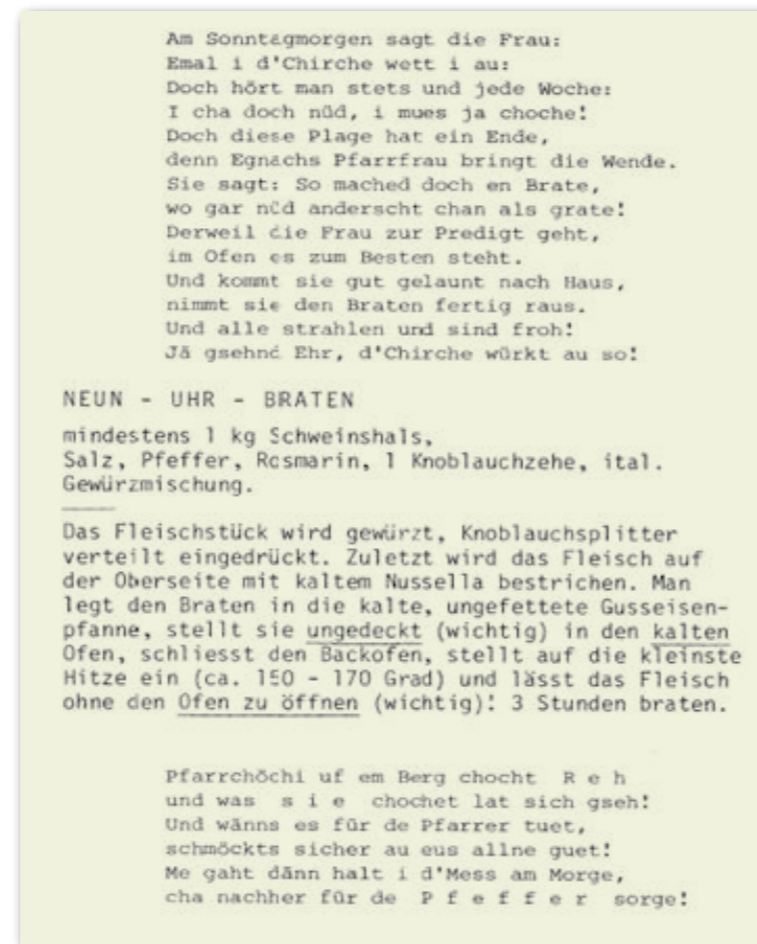 Am Sonntagmorgen sagt die Frau:
Emal i d'Chirche wett i au:
Doch hört man stets und jede Woche:
I cha doch nüd, i mues ja choche!
Doch diese Plage hat ein Ende,
denn Egnachs Pfarrfrau bringt die Wende.
Sie sagt: So mached doch en Brate,
wo gar nüd anderscht chan als grate!
Derweil die Frau zur Predigt geht,
im Ofen es zum Besten steht.
Und kommt sie gut gelaunt nach Haus,
nimmt sie den Braten fertig raus.
Und alle strahlen und sind froh!
Jä gsehnd Ehr, d'Chirche würkt au so!
NEUN - UHR - BRATEN
mindestens 1 kg Schweinshals,
Salz, Pfeffer, Rosmarin, 1 Knoblauchzehe, ital.
Gewürzmischung.
Das Fleischstück wird gewürzt, Knoblauchsplitter
verteilt eingedrückt. Zuletzt wird das Fleisch auf
der Oberseite mit kaltem Nussella bestrichen. Man
legt den Braten in die kalte, ungefettete Gusseisen-
pfanne, stellt sie ungedeckt (wichtig) in den kalten
Ofen, schliesst den Backofen, stellt auf die kleinste
Hitze ein (ca. 150 - 170 Grad) und lässt das Fleisch
ohne den Ofen zu öffnen (wichtig)! 3 Stunden braten.
Pfarrchöchi uf em Berg chocht R e h
und was s i e chochet lat sich gseh!
Und wänns es für de Pfarrer tuet,
schmöckts sicher au eus allne guet!
Me gaht dänn halt i d'Mess am Morge,
cha nachher für de P f e f f e r sorge!